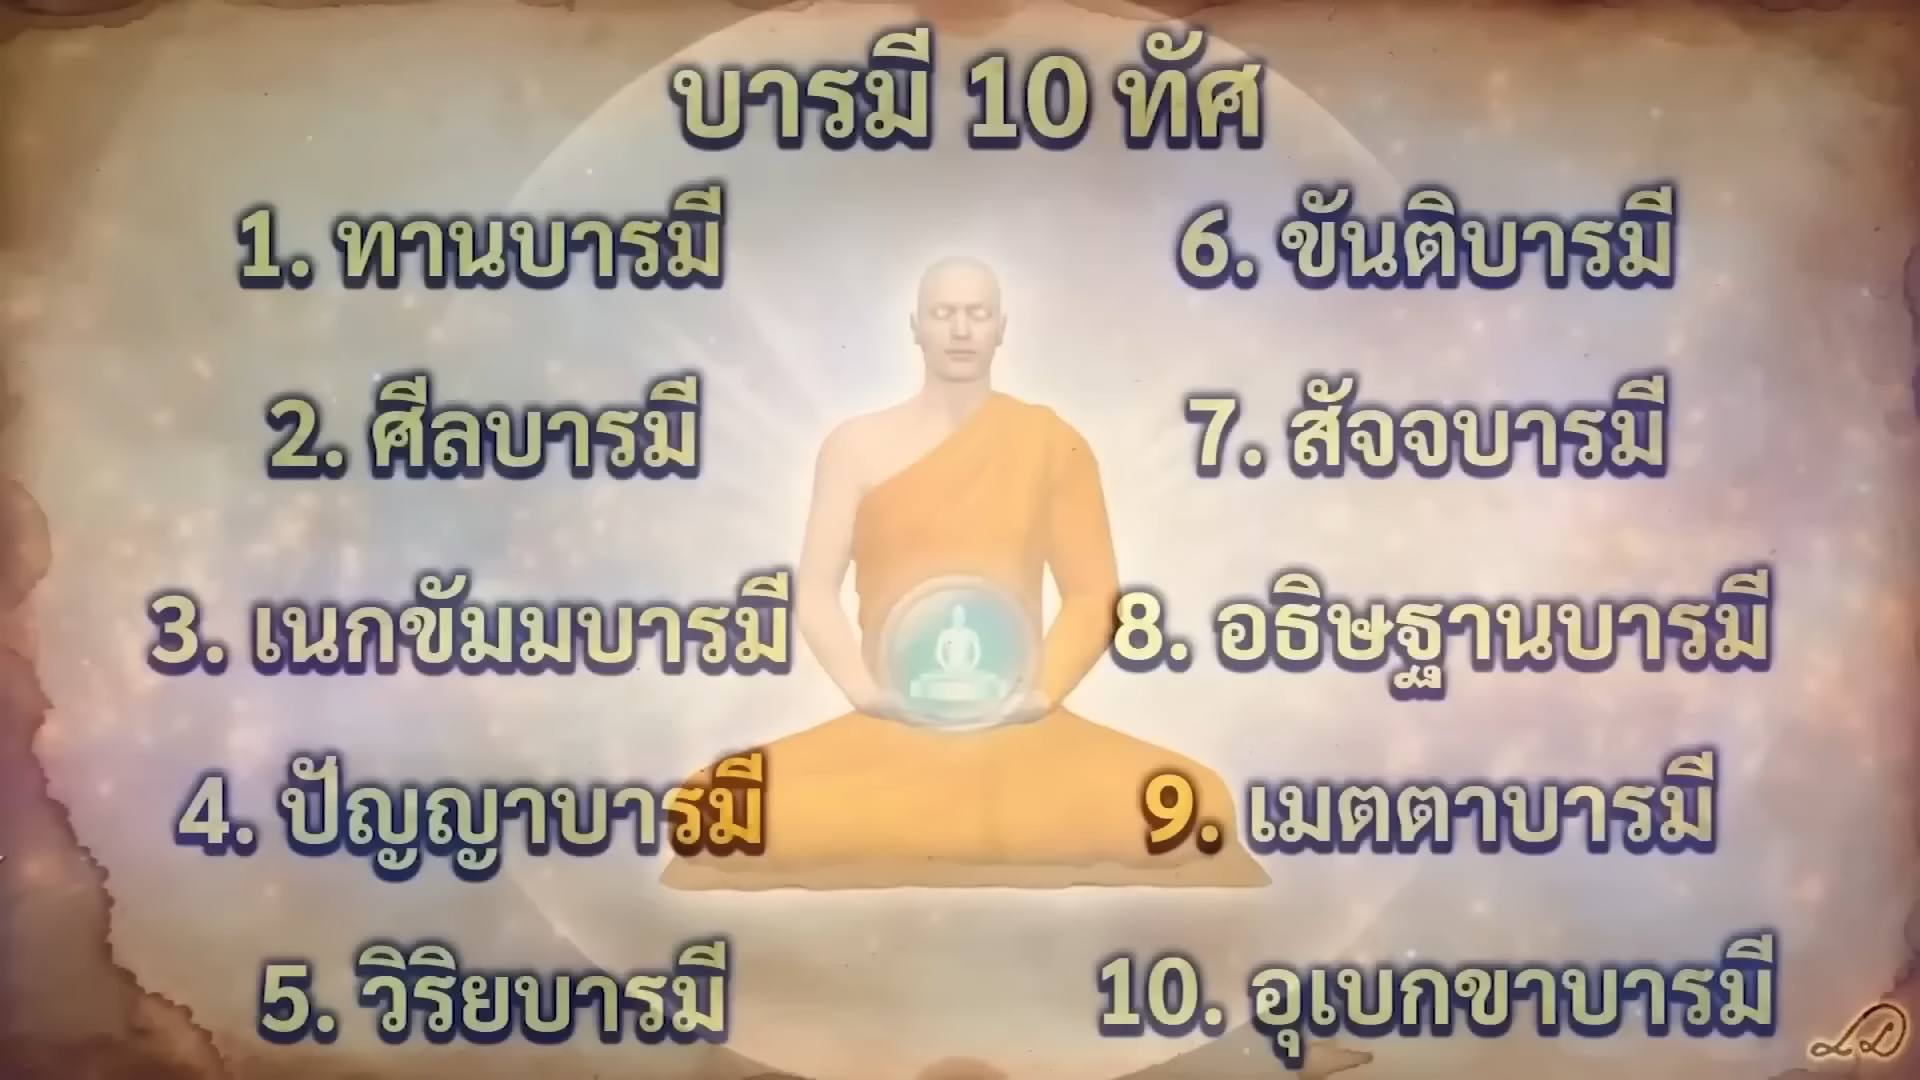 บารมี 10 ทัศ
1. ทานบารมี
2. ศีลบารมี
3. เนกขัมมบารมี
4. ปัญญาบารมี
5. วิริยบารมี
6. ขันติบารมี
7. สัจจบารมี
8. อธิษฐานบารมี
9. เมตตาบารมี
10. อุเบกขาบารมี